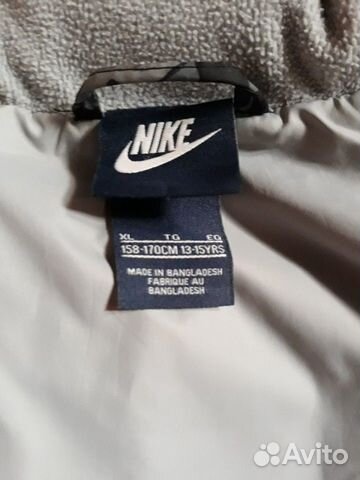 NIKE
XL TG EG
158-170CM 13-15YRS
MADE IN BANGLADESH
FABRIQUE AU
BANGLADESH
Avito